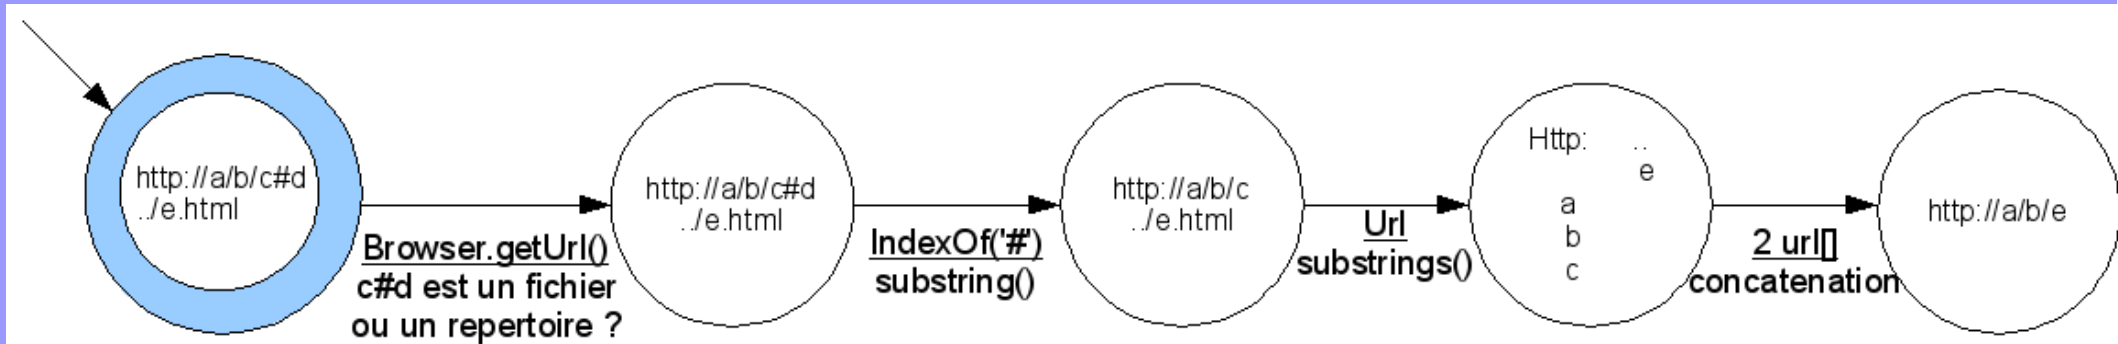 http://a/b/c#d
../e.html
Browser.getUrl()
c#d est un fichier
ou un repertoire ?
http://a/b/c#d
../e.html
IndexOf('#')
substring()
http://a/b/c
../e.html
Url
substrings()
Http: ..
e
a
b
c
2 url[]
concatenation
http://a/b/e